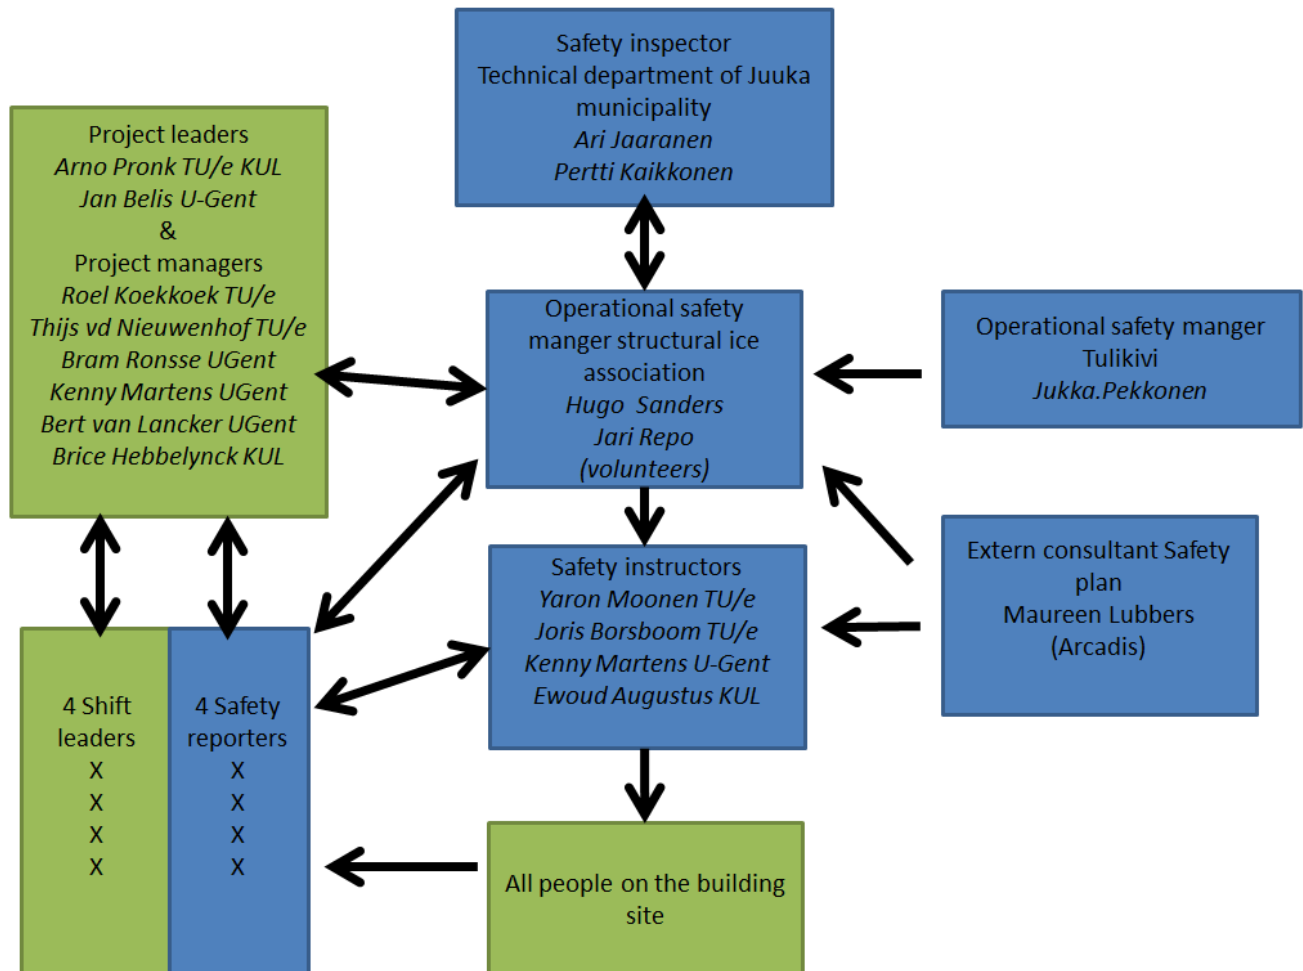 Safety inspector
Technical department of Juuka
municipality
Ari Jaaranen
Pertti Kaikkonen
Project leaders
Arno Pronk TU/e KUL
Jan Belis U-Gent
&
Project managers
Roel Koekkoek TU/e
Thijs vd Nieuwenhof TU/e
Bram Ronsse UGent
Kenny Martens UGent
Bert van Lancker UGent
Brice Hebbelynck KUL
Operational safety
manger structural ice
association
Hugo Sanders
Jari Repo
(volunteers)
Operational safety manger
Tulikivi
Jukka.Pekkonen
Extern consultant Safety
plan
Maureen Lubbers
(Arcadis)
Safety instructors
Yaron Moonen TU/e
Joris Borsboom TU/e
Kenny Martens U-Gent
Ewoud Augustus KUL
4 Shift
leaders
X
X
X
X
4 Safety
reporters
X
X
X
X
All people on the building
site